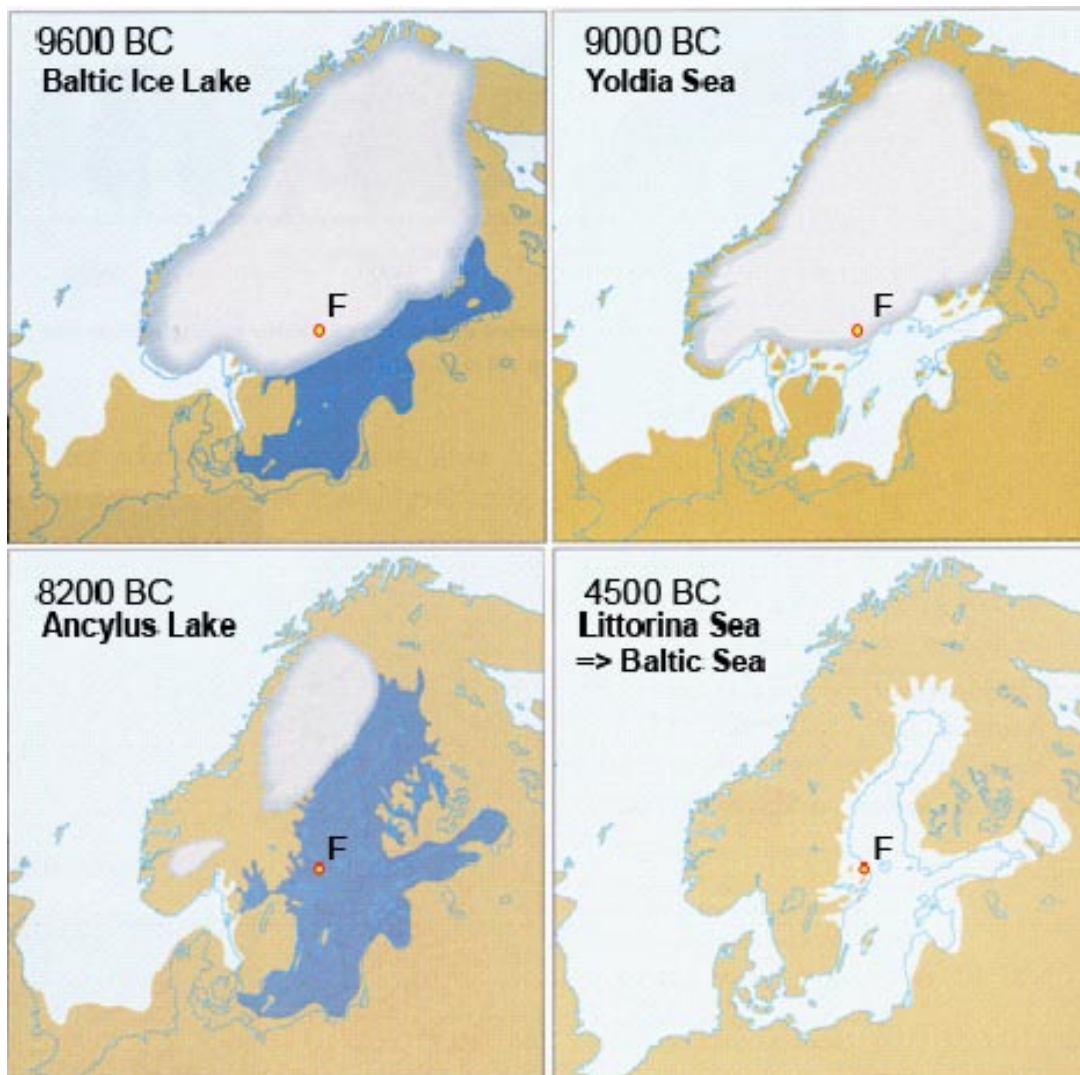 9600 BC
Baltic Ice Lake
F
9000 BC
Yoldia Sea
F
8200 BC
Ancylus Lake
F
4500 BC
Littorina Sea
=> Baltic Sea
F